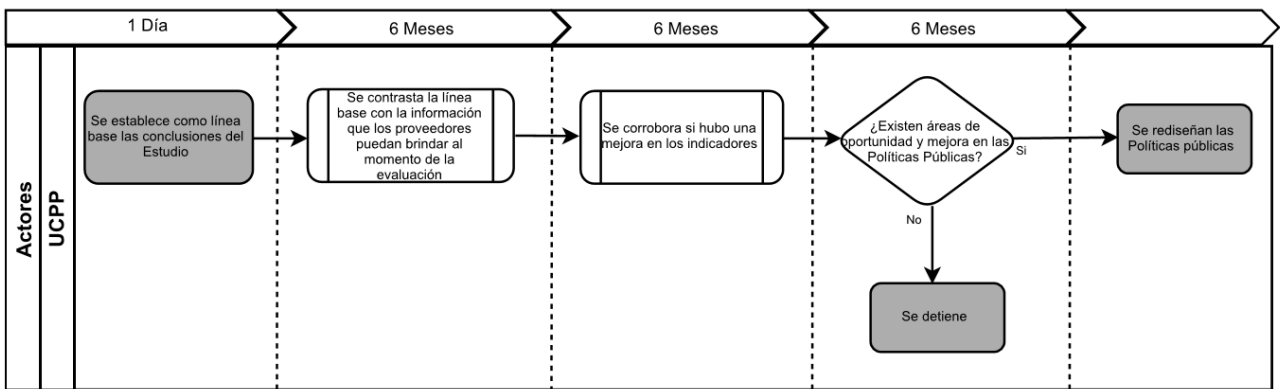 1 Día
6 Meses
6 Meses
6 Meses
Actores
UCPP
Se establece como línea
base las conclusiones del
Estudio
Se contrasta la línea
base con la información
que los proveedores
puedan brindar al
momento de la
evaluación
Se corrobora si hubo una
mejora en los indicadores
¿Existen áreas de
oportunidad y mejora en las
Políticas Públicas?
Si
No
Se detiene
Se rediseñan las
Políticas públicas